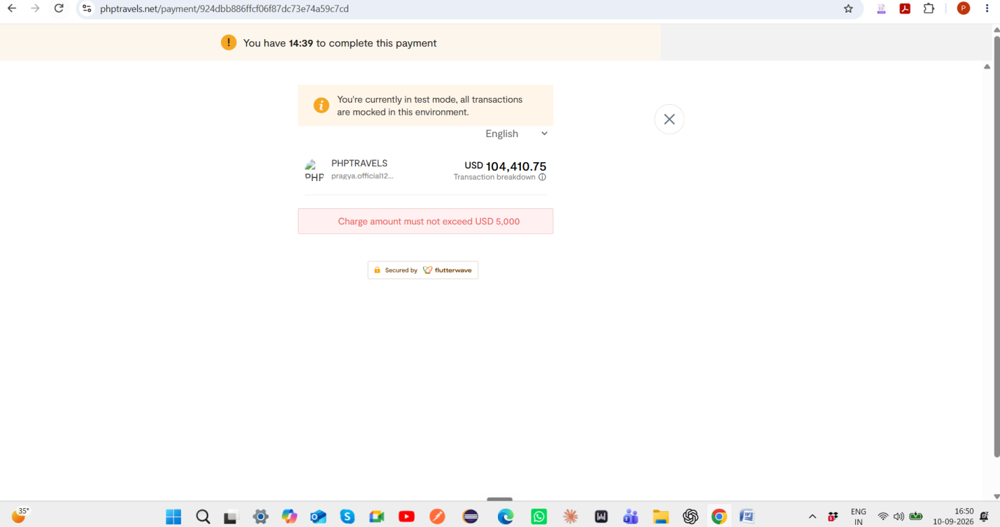 phptravels.net/payment/924dbb886ffcf06f87dc73e74a59c7cd
P
You have 14:39 to complete this payment
You're currently in test mode, all transactions
are mocked in this environment.
English
PHPTRAVELS
USD 104,410.75
PHP
pragya.official12...
Transaction breakdown
Charge amount must not exceed USD 5,000
Secured by flutterwave
35°
ENG
IN
16:50
10-09-2026